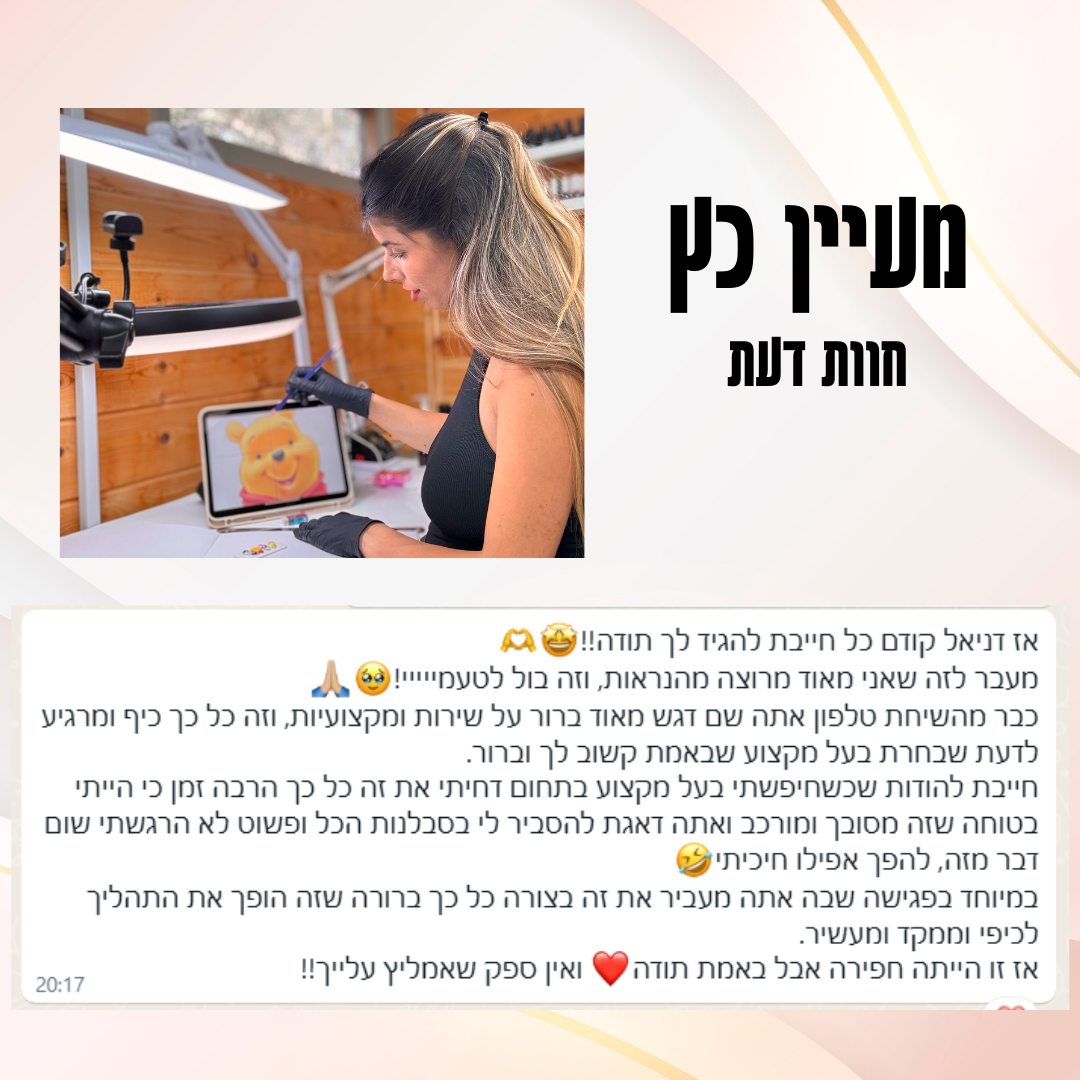 מעיין כץ
חוות דעת
אז דניאל קודם כל חייבת להגיד לך תודה!!🤩🫶
מעבר לזה שאני מאוד מרוצה מהנראות, וזה בול לטעמיייייי!🥹🙏🏼
כבר מהשיחת טלפון אתה שם דגש מאוד ברור על שירות ומקצועיות, וזה כל כך כיף ומרגיע
לדעת שבחרת בעל מקצוע שבאמת קשוב לך וברור.
חייבת להודות שכשחיפשתי בעל מקצוע בתחום דחיתי את זה כל כך הרבה זמן כי הייתי
בטוחה שזה מסובך ומורכב ואתה דאגת להסביר לי בסבלנות הכל ופשוט לא הרגשתי שום
דבר מזה, להפך אפילו חיכיתי🤣
במיוחד בפגישה שבה אתה מעביר את זה בצורה כל כך ברורה שזה הופך את התהליך
לכיפי וממקד ומעשיר.
אז זו הייתה חפירה אבל באמת תודה❤️ ואין ספק שאמליץ עלייך!!
20:17